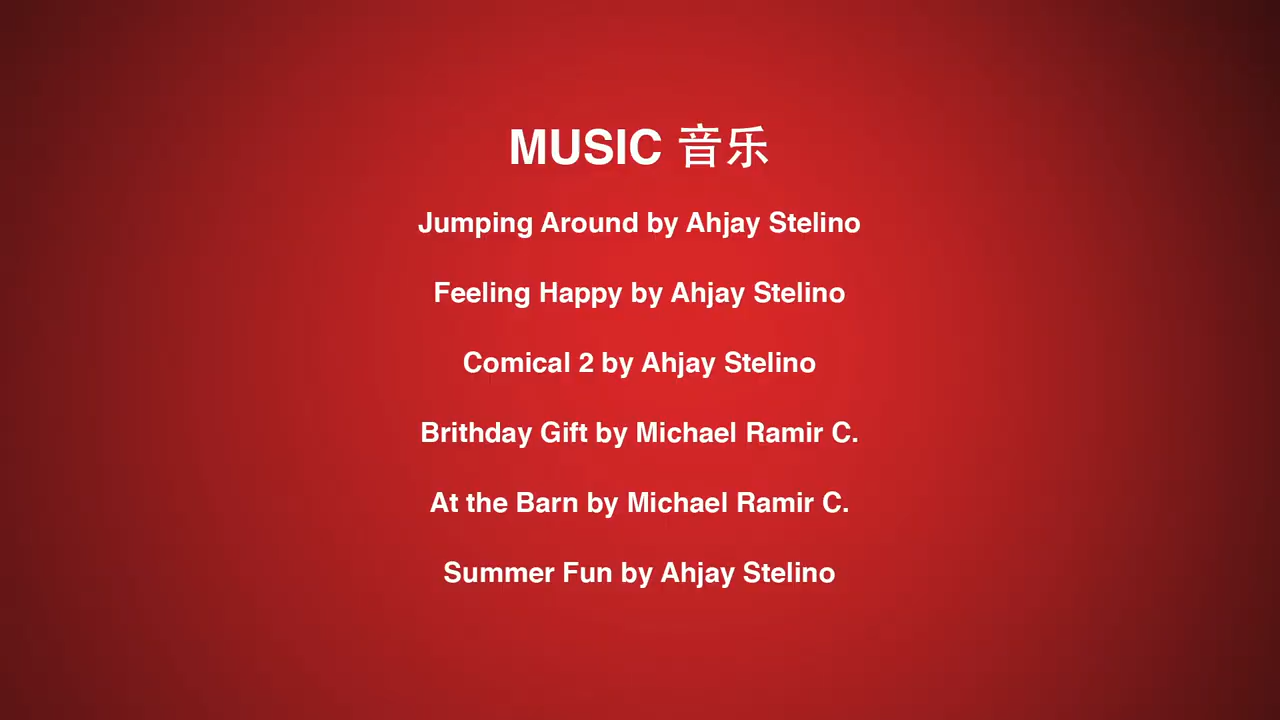 MUSIC 音乐
Jumping Around by Ahjay Stelino
Feeling Happy by Ahjay Stelino
Comical 2 by Ahjay Stelino
Brithday Gift by Michael Ramir C.
At the Barn by Michael Ramir C.
Summer Fun by Ahjay Stelino